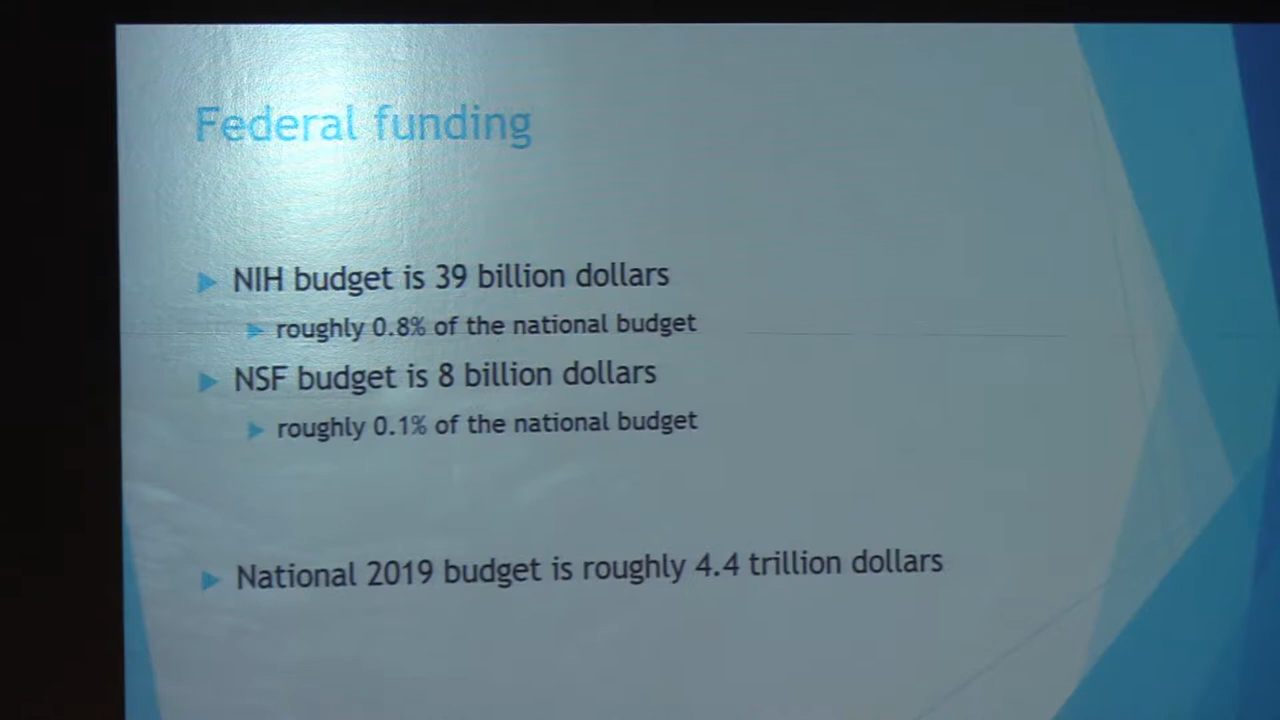 Federal funding
NIH budget is 39 billion dollars
roughly 0.8% of the national budget
NSF budget is 8 billion dollars
roughly 0.1% of the national budget
National 2019 budget is roughly 4.4 trillion dollars